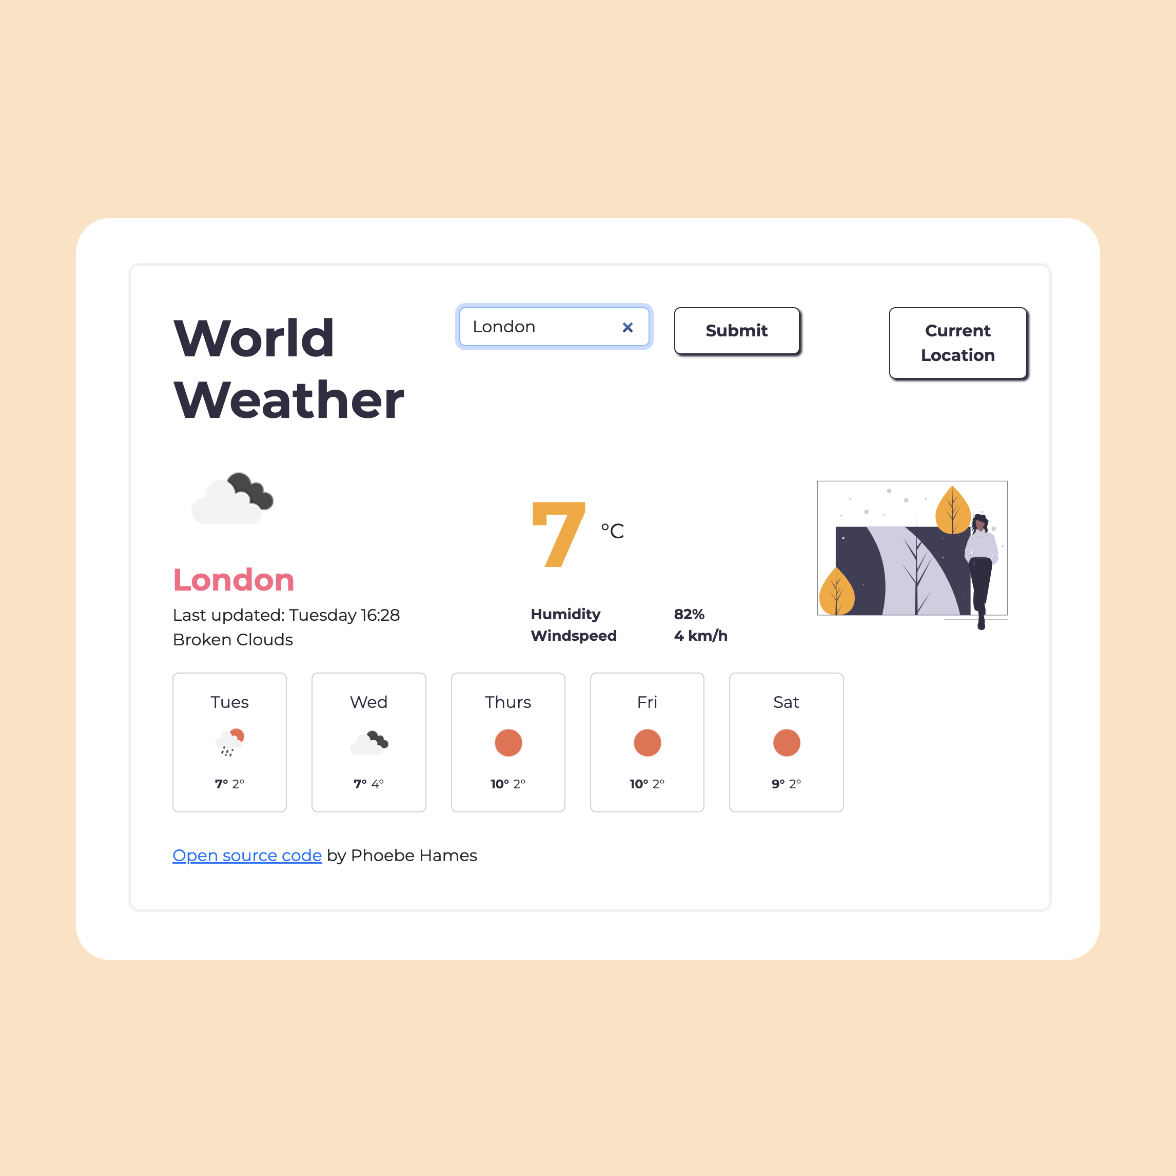 World
Weather
London
Submit
Current
Location
7 °C
London
Last updated: Tuesday 16:28
Broken Clouds
Humidity 82%
Windspeed 4 km/h
Tues
7° 2°
Wed
7° 4°
Thurs
10° 2°
Fri
10° 2°
Sat
9° 2°
Open source code by Phoebe Hames